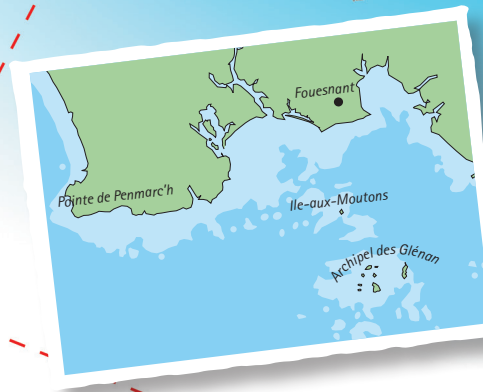 Fouesnant
Pointe de Penmarc'h
Ile-aux-Moutons
Archipel des Glénan